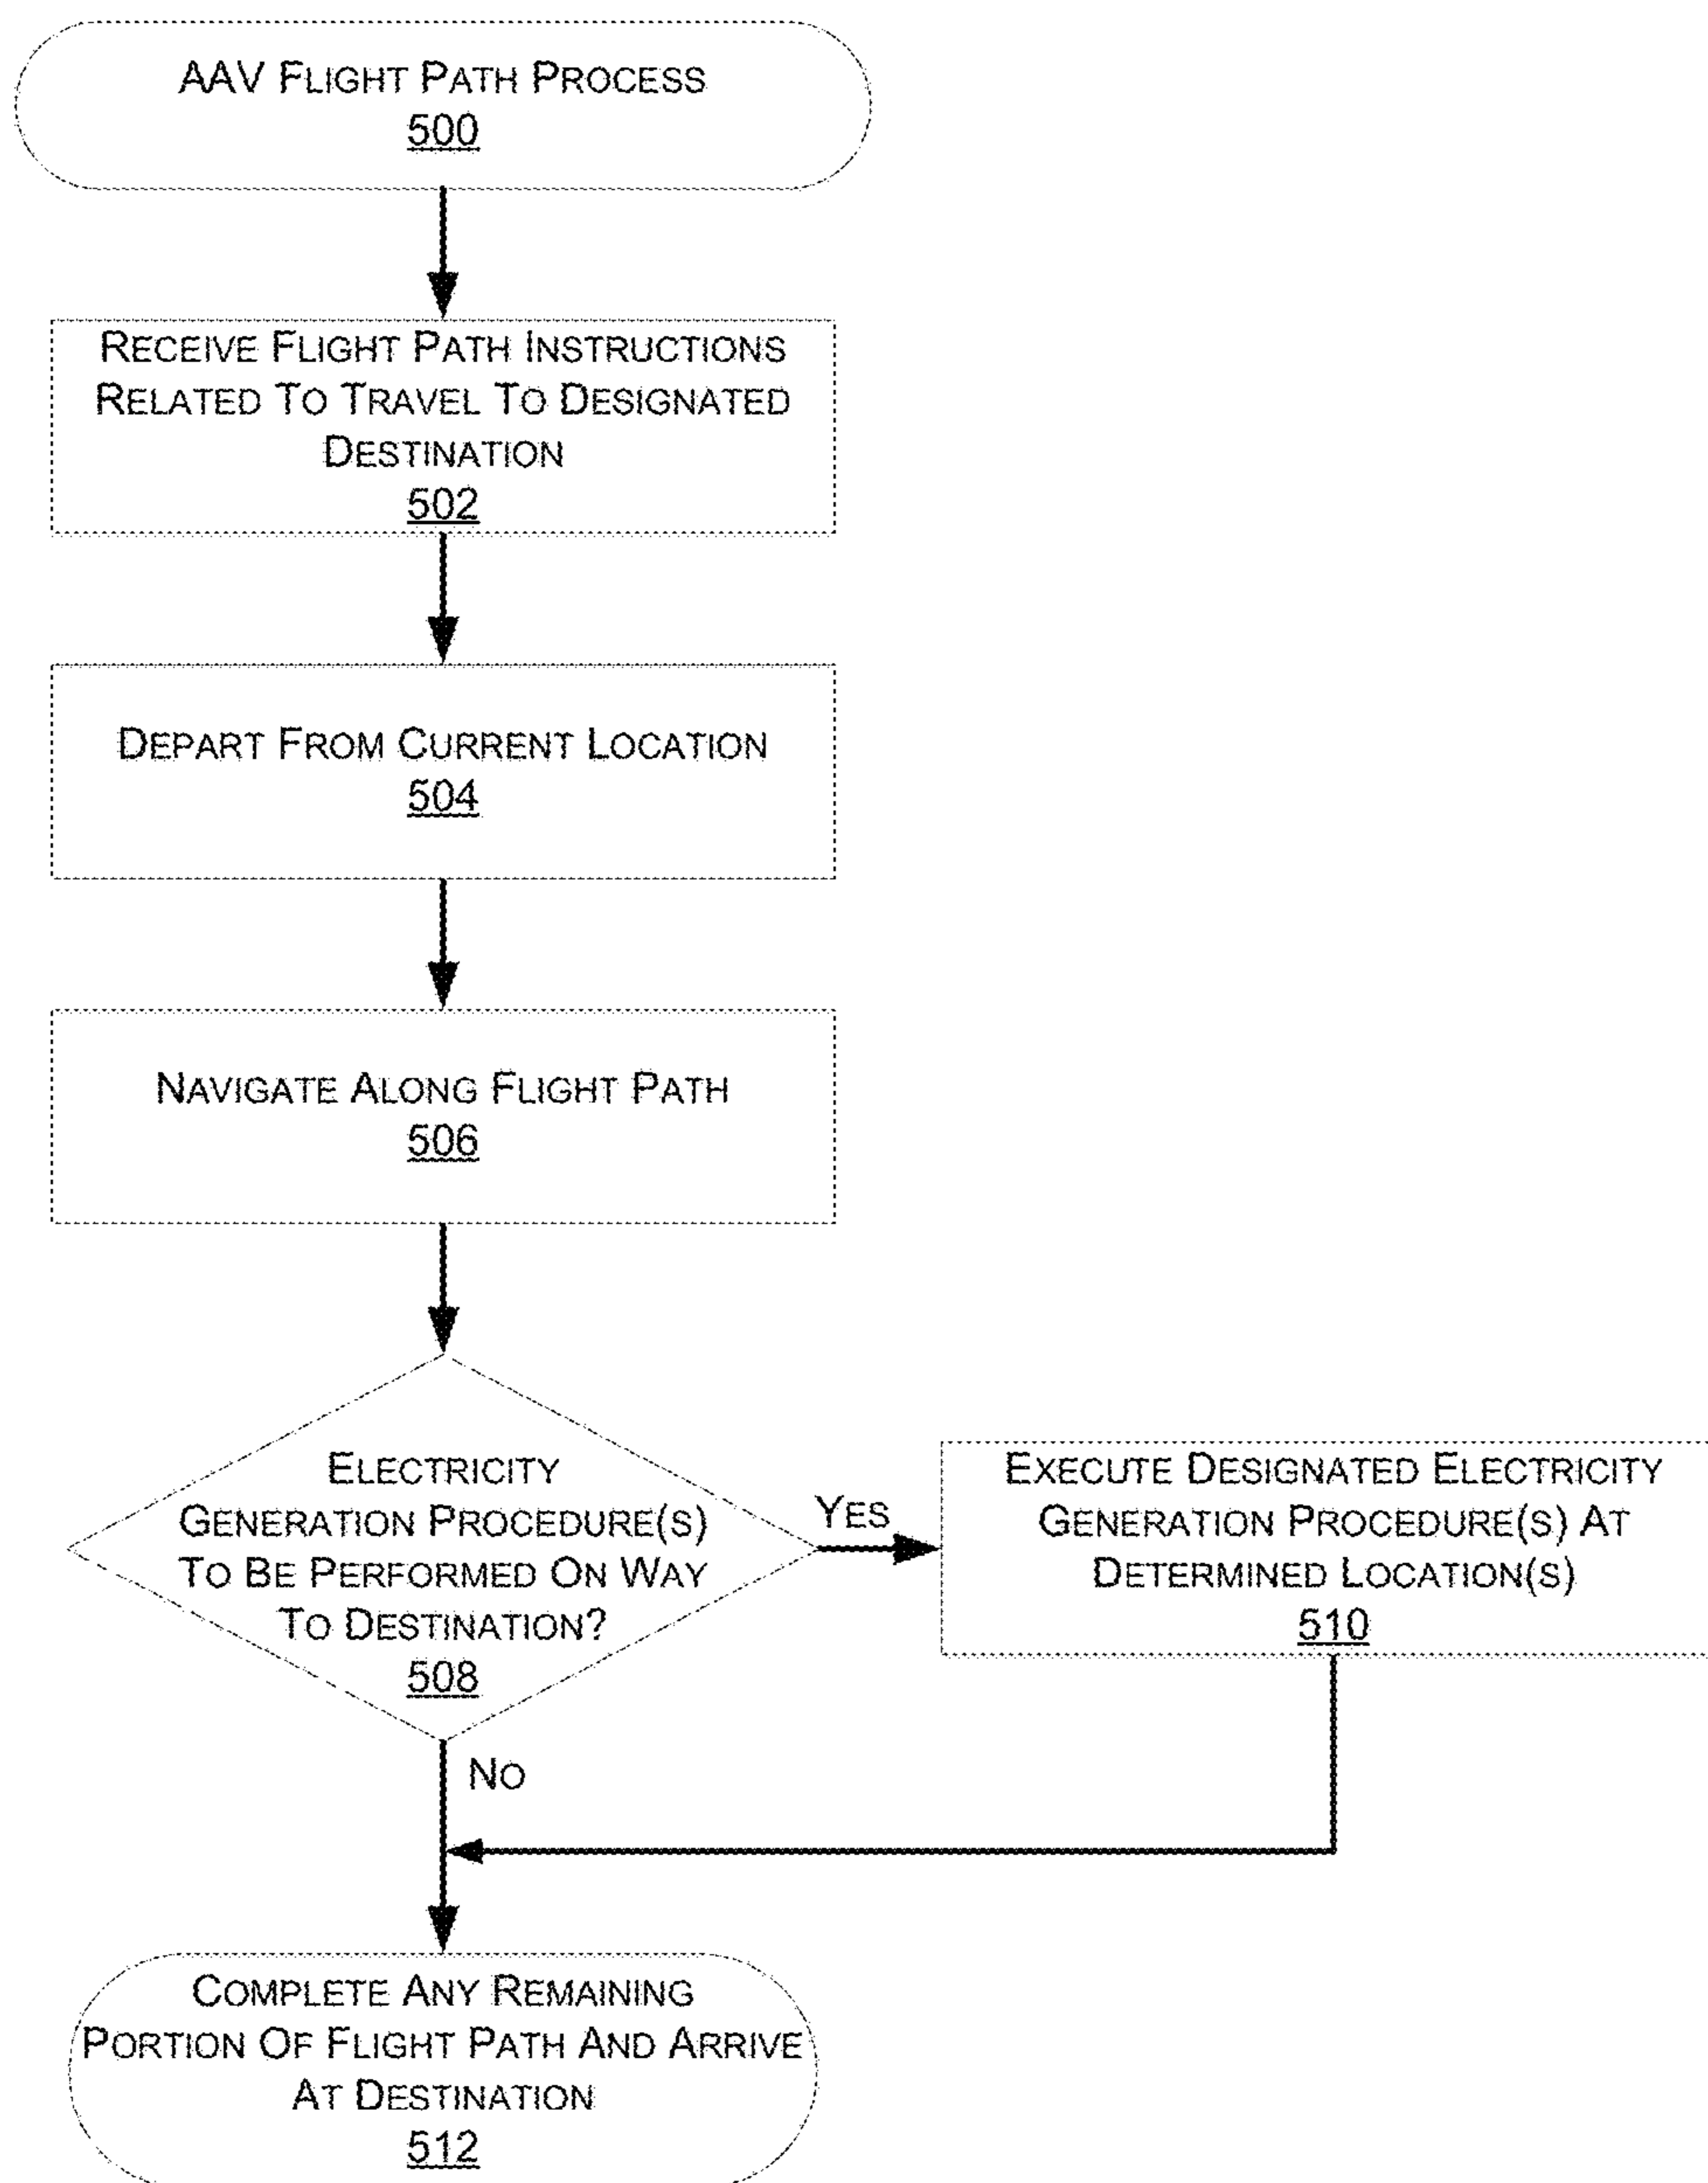 AAV FLIGHT PATH PROCESS
500
RECEIVE FLIGHT PATH INSTRUCTIONS
RELATED TO TRAVEL TO DESIGNATED
DESTINATION
502
DEPART FROM CURRENT LOCATION
504
NAVIGATE ALONG FLIGHT PATH
506
ELECTRICITY
GENERATION PROCEDURE(S)
TO BE PERFORMED ON WAY
TO DESTINATION?
508
YES
EXECUTE DESIGNATED ELECTRICITY
GENERATION PROCEDURE(S) AT
DETERMINED LOCATION(S)
510
NO
COMPLETE ANY REMAINING
PORTION OF FLIGHT PATH AND ARRIVE
AT DESTINATION
512